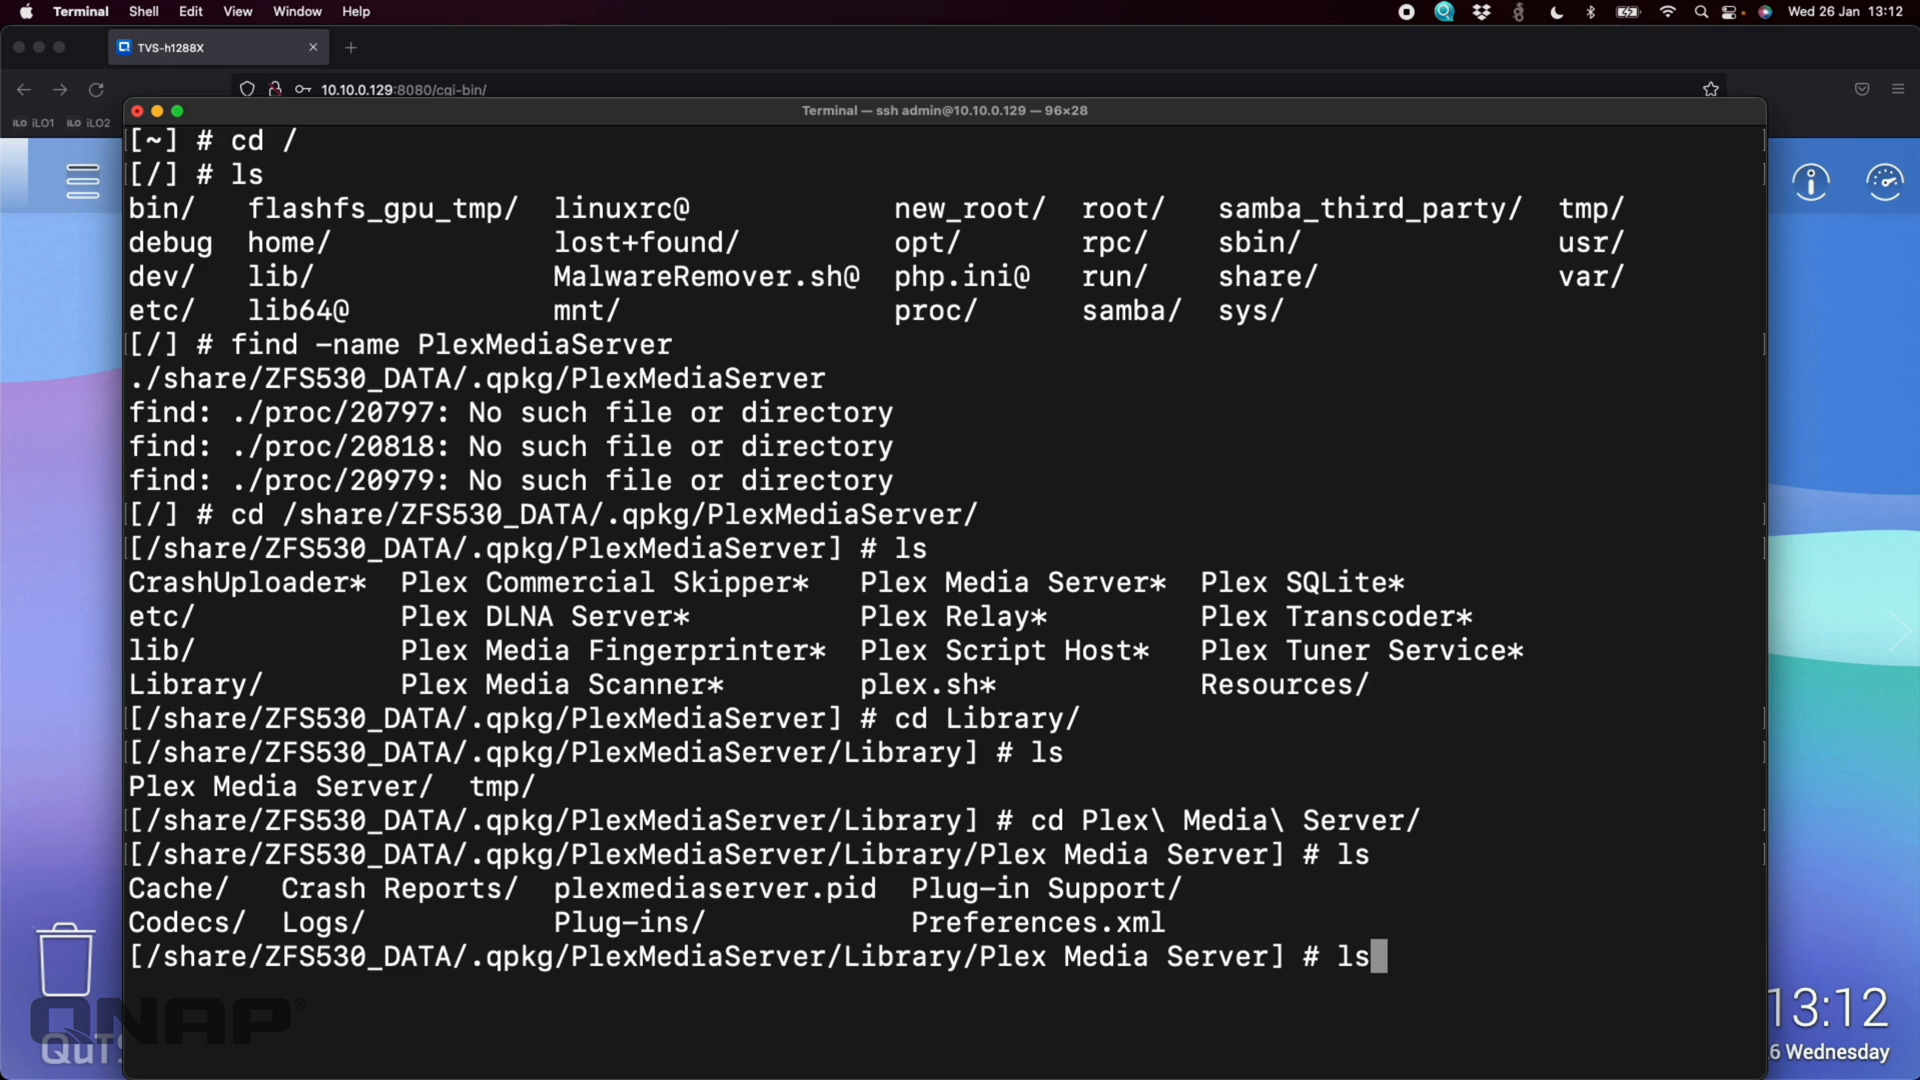 Terminal Shell Edit View Window Help Wed 26 Jan 13:12
TVS-h1288X
10.10.0.129:8080/cgi-bin/
iLO iLO1 iLO iLO2
Terminal — ssh admin@10.10.0.129 — 96×28
[~] # cd /
[/] # ls
bin/ flashfs_gpu_tmp/ linuxrc@ new_root/ root/ samba_third_party/ tmp/
debug home/ lost+found/ opt/ rpc/ sbin/ usr/
dev/ lib/ MalwareRemover.sh@ php.ini@ run/ share/ var/
etc/ lib64@ mnt/ proc/ samba/ sys/
[/] # find -name PlexMediaServer
./share/ZFS530_DATA/.qpkg/PlexMediaServer
find: ./proc/20797: No such file or directory
find: ./proc/20818: No such file or directory
find: ./proc/20979: No such file or directory
[/] # cd /share/ZFS530_DATA/.qpkg/PlexMediaServer/
[/share/ZFS530_DATA/.qpkg/PlexMediaServer] # ls
CrashUploader* Plex Commercial Skipper* Plex Media Server* Plex SQLite*
etc/ Plex DLNA Server* Plex Relay* Plex Transcoder*
lib/ Plex Media Fingerprinter* Plex Script Host* Plex Tuner Service*
Library/ Plex Media Scanner* plex.sh* Resources/
[/share/ZFS530_DATA/.qpkg/PlexMediaServer] # cd Library/
[/share/ZFS530_DATA/.qpkg/PlexMediaServer/Library] # ls
Plex Media Server/ tmp/
[/share/ZFS530_DATA/.qpkg/PlexMediaServer/Library] # cd Plex\ Media\ Server/
[/share/ZFS530_DATA/.qpkg/PlexMediaServer/Library/Plex Media Server] # ls
Cache/ Crash Reports/ plexmediaserver.pid Plug-in Support/
Codecs/ Logs/ Plug-ins/ Preferences.xml
[/share/ZFS530_DATA/.qpkg/PlexMediaServer/Library/Plex Media Server] # ls
QNAP
QuTS
13:12
6 Wednesday